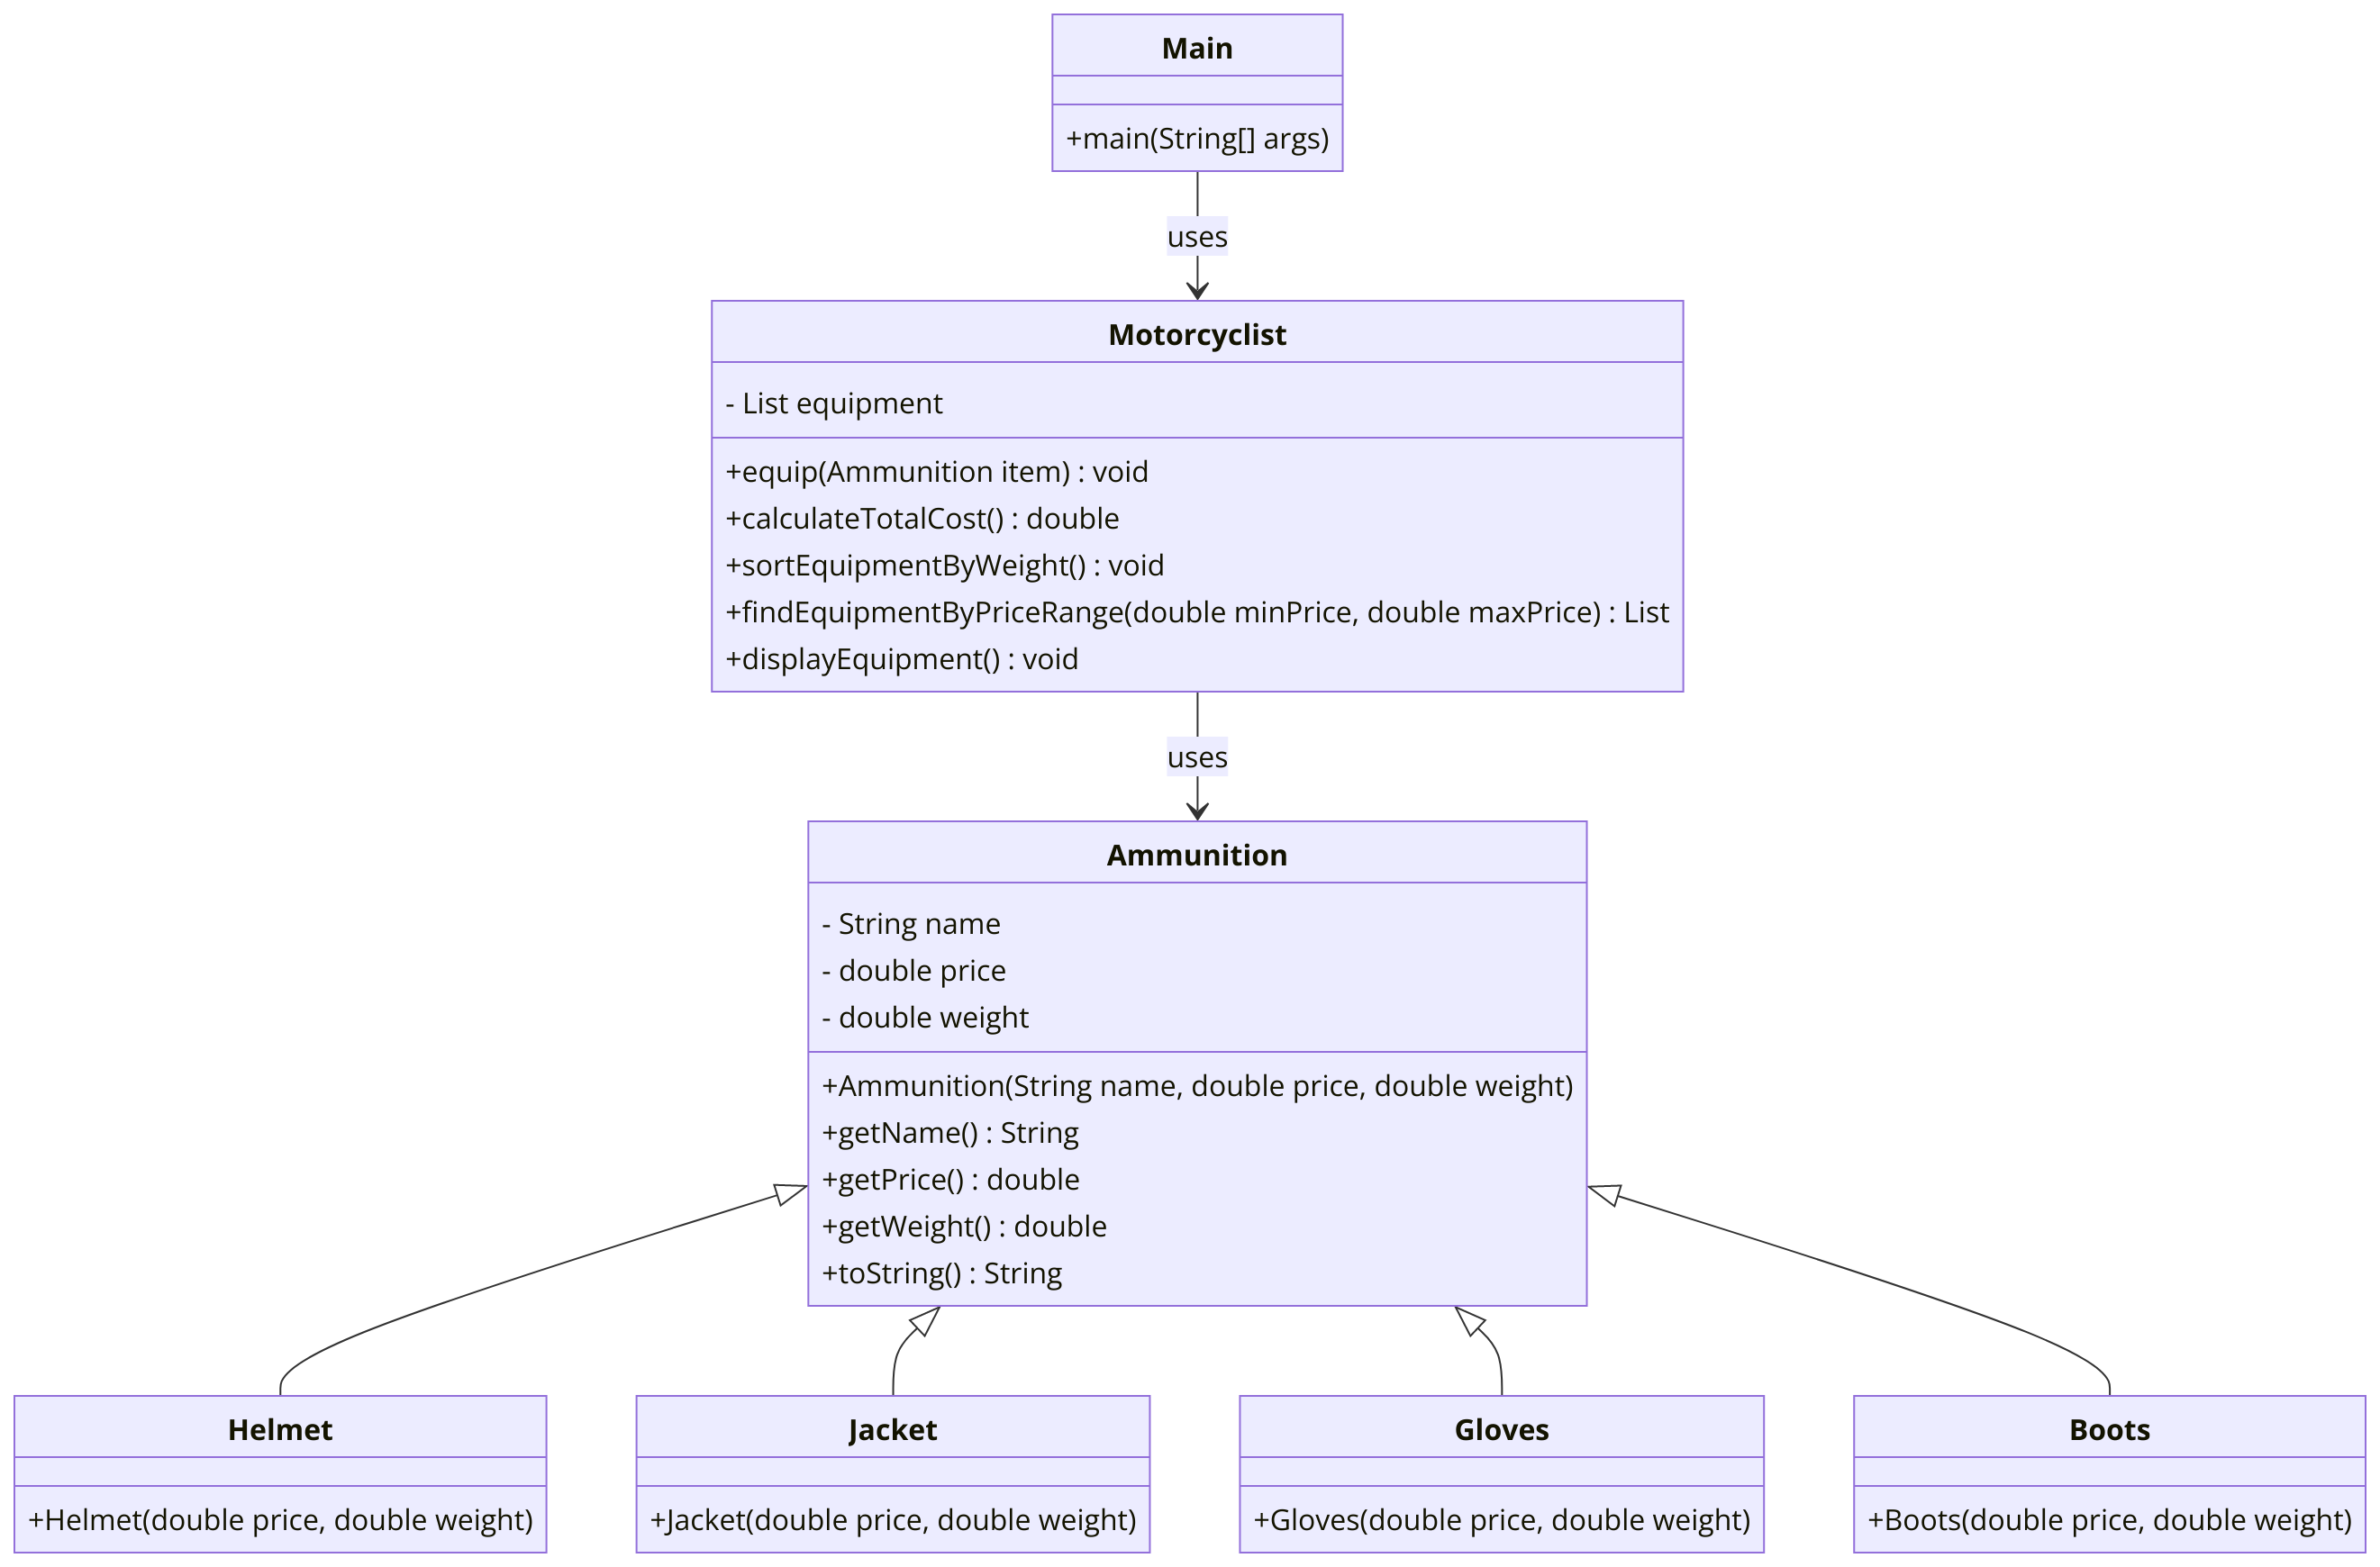 Main
+main(String[] args)
uses
Motorcyclist
- List equipment
+equip(Ammunition item) : void
+calculateTotalCost() : double
+sortEquipmentByWeight() : void
+findEquipmentByPriceRange(double minPrice, double maxPrice) : List
+displayEquipment() : void
uses
Ammunition
- String name
- double price
- double weight
+Ammunition(String name, double price, double weight)
+getName() : String
+getPrice() : double
+getWeight() : double
+toString() : String
Helmet
+Helmet(double price, double weight)
Jacket
+Jacket(double price, double weight)
Gloves
+Gloves(double price, double weight)
Boots
+Boots(double price, double weight)